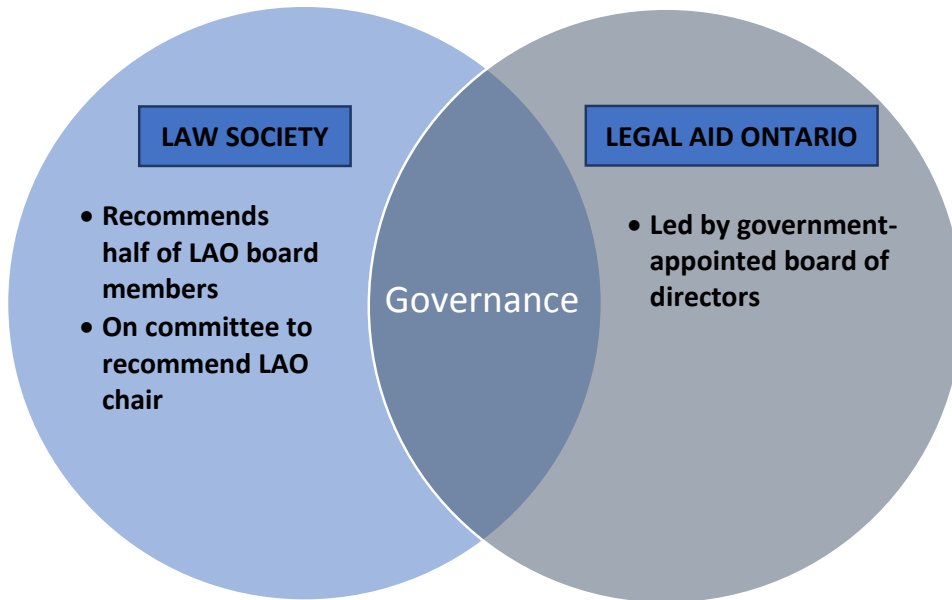 LAW SOCIETY
• Recommends
half of LAO board
members
• On committee to
recommend LAO
chair
Governance
LEGAL AID ONTARIO
• Led by government-
appointed board of
directors